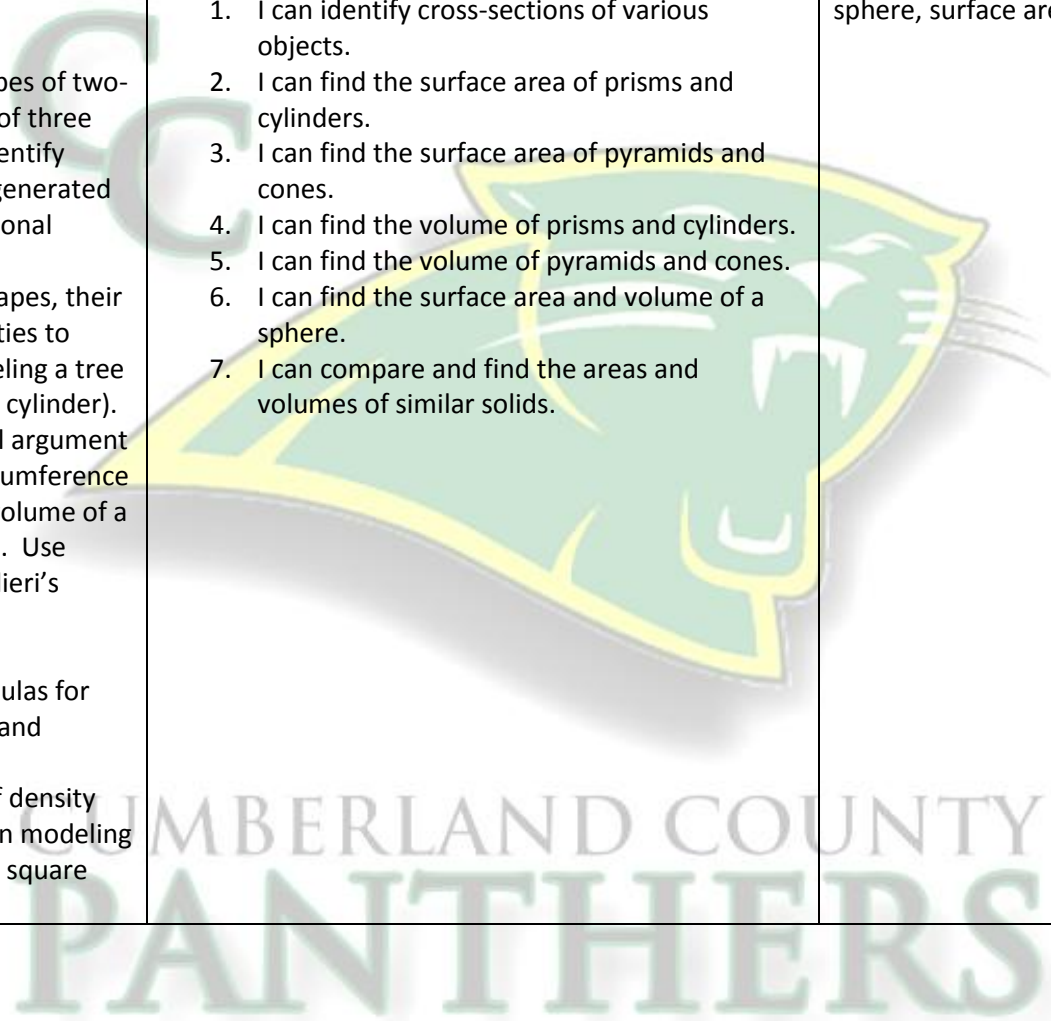 pes of two-
of three
entify
generated
onal
apes, their
ties to
eling a tree
cylinder).
l argument
cumference
olume of a
. Use
lieri's
ulas for
and
f density
n modeling
square
1. I can identify cross-sections of various
objects.
2. I can find the surface area of prisms and
cylinders.
3. I can find the surface area of pyramids and
cones.
4. I can find the volume of prisms and cylinders.
5. I can find the volume of pyramids and cones.
6. I can find the surface area and volume of a
sphere.
7. I can compare and find the areas and
volumes of similar solids.
sphere, surface are
CC
CUMBERLAND COUNTY
PANTHERS